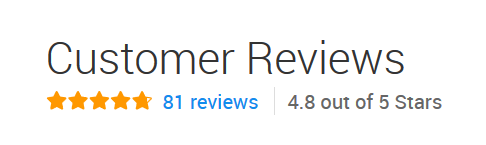 Customer Reviews
81 reviews 4.8 out of 5 Stars